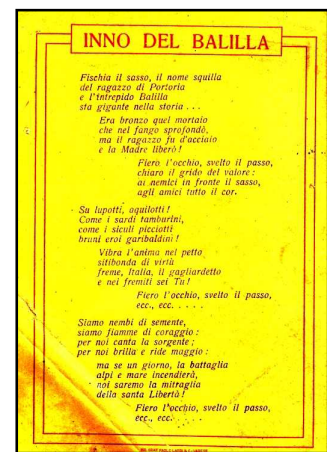 INNO DEL BALILLA
Fischia il sasso, il nome squilla
del ragazzo di Portoria
e l'intrepido Balilla
sta gigante nella storia . . .
Era bronzo quel mortaio
che nel fango sprofondò,
ma il ragazzo fu d'acciaio
e la Madre liberò!
Fiero l'occhio, svelto il passo,
chiaro il grido del valore:
ai nemici in fronte il sasso,
agli amici tutto il cor.
Su lupotti, aquilotti!
Come i sardi tamburini,
come i siculi picciotti
bruni eroi garibaldini!
Vibra l'anima nel petto
sitibonda di virtù
freme, Italia, il gagliardetto
e nei fremiti sei Tu!
Fiero l'occhio, svelto il passo,
ecc., ecc. . . . .
Siamo nembi di semente,
siamo fiamme di coraggio:
per noi canta la sorgente;
per noi brilla e ride maggio:
ma se un giorno, la battaglia
alpi e mare incendierà,
noi saremo la mitraglia
della santa Libertà!
Fiero l'occhio, svelto il passo,
ecc., ecc. . . . .